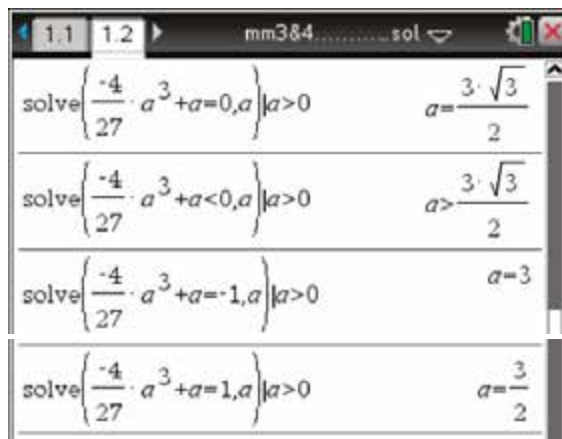 1.1 1.2 mm3&4...........sol
solve(-4/27 · a^3+a=0,a)|a>0 a=3·√3/2
solve(-4/27 · a^3+a<0,a)|a>0 a>3·√3/2
solve(-4/27 · a^3+a=-1,a)|a>0 a=3
solve(-4/27 · a^3+a=1,a)|a>0 a=3/2